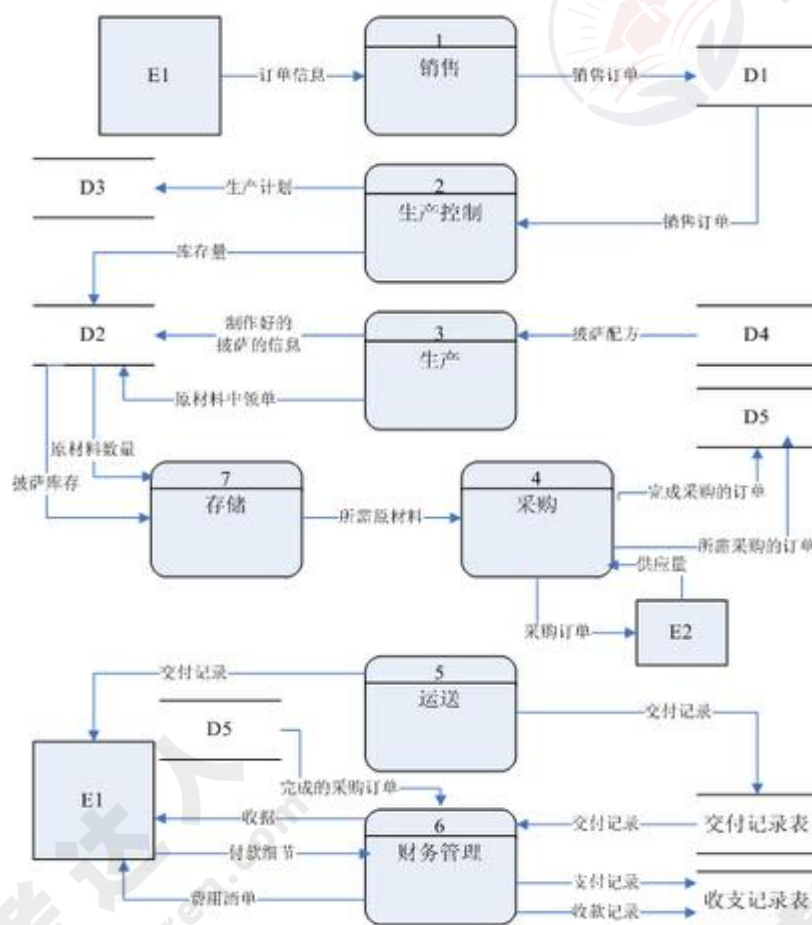 1
E1
订单信息
销售
销售订单
D1
D3
生产计划
2
生产控制
销售订单
库存量
D2
制作好的
披萨的信息
3
生产
披萨配方
D4
原材料申领单
D5
原材料数量
披萨库存
7
存储
所需原材料
4
采购
完成采购的订单
所需采购的订单
供应量
采购订单
E2
交付记录
5
运送
D5
交付记录
E1
完成的采购订单
收据
付款细节
费用清单
6
财务管理
交付记录
交付记录表
支付记录
收款记录
收支记录表